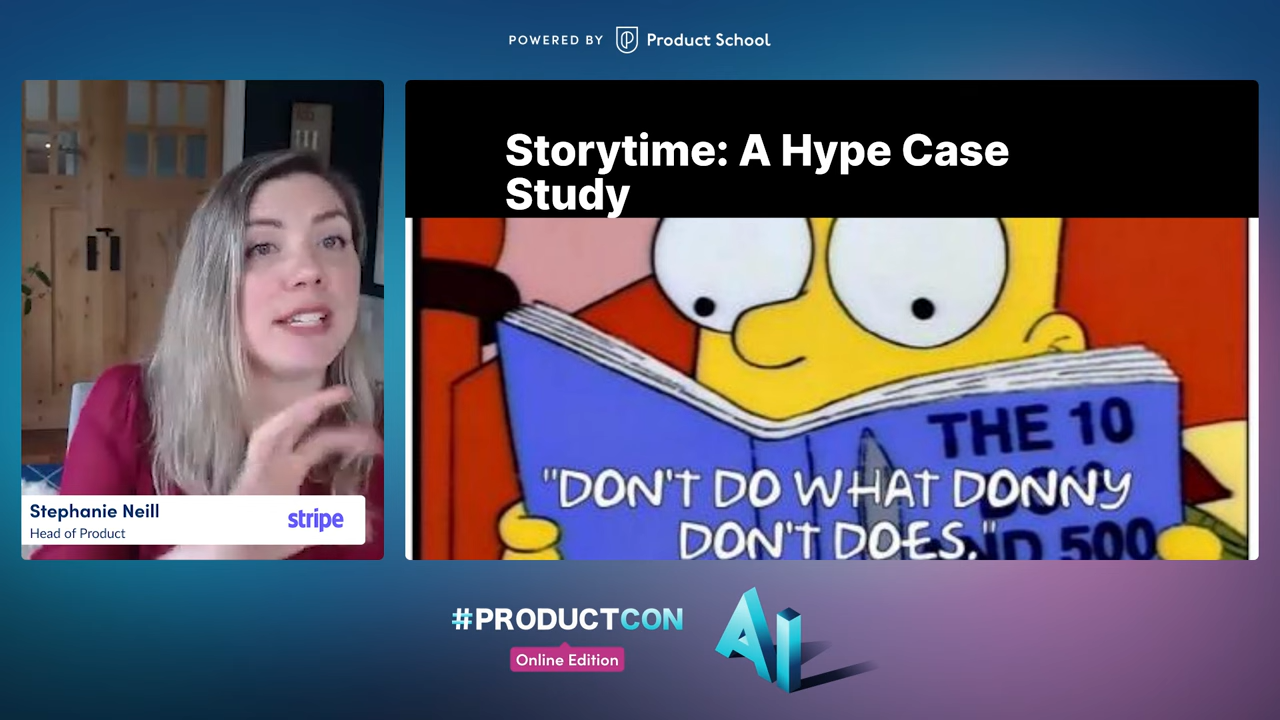 POWERED BY Product School
Storytime: A Hype Case
Study
THE 10
"DON'T DO WHAT DONNY
DON'T DOES."
500
Stephanie Neill
Head of Product
stripe
#PRODUCTCON
Online Edition
AI